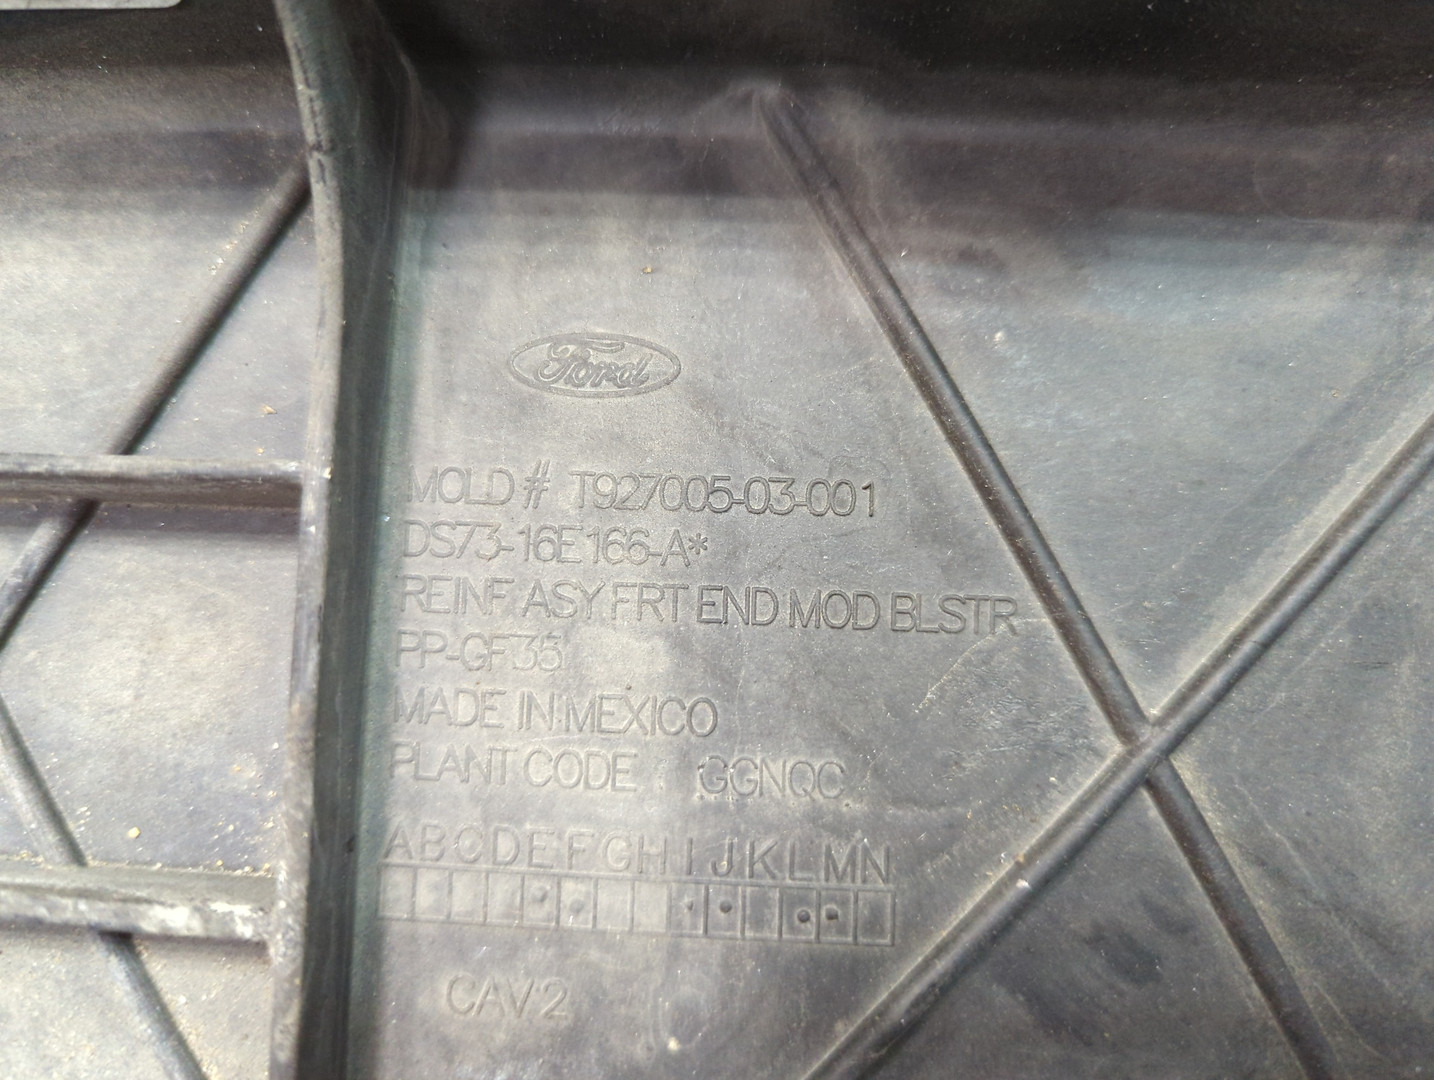 Ford
MOLD # T927005-03-001
DS73-16E166-A*
REINF ASY FRT END MOD BLSTR
PP-GF35
MADE IN MEXICO
PLANT CODE : GGNQC
ABCDEFGHIJKLMN
CAV 2